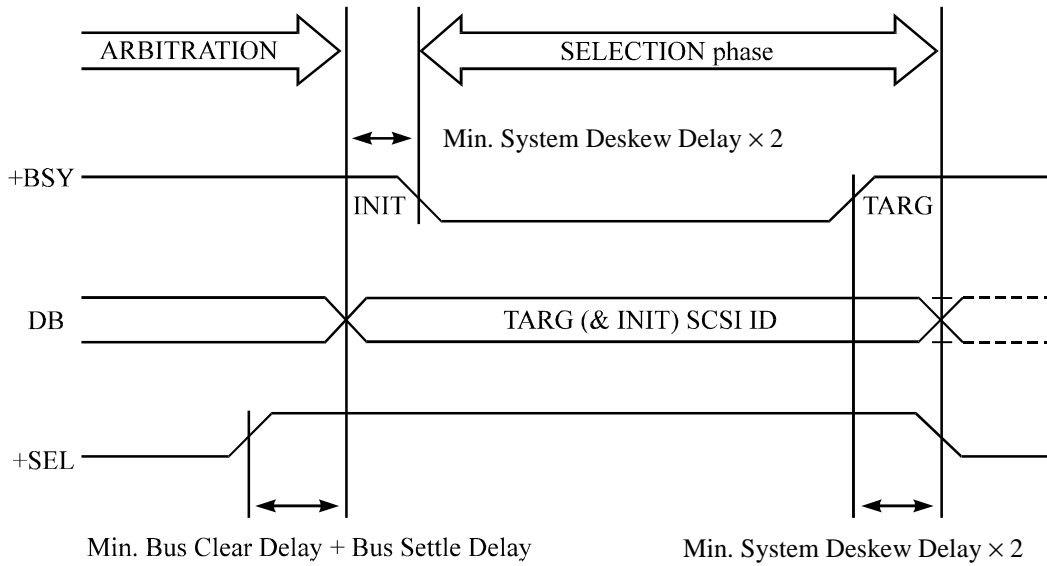 ARBITRATION
SELECTION phase
Min. System Deskew Delay × 2
+BSY
INIT
TARG
DB
TARG (& INIT) SCSI ID
+SEL
Min. Bus Clear Delay + Bus Settle Delay
Min. System Deskew Delay × 2